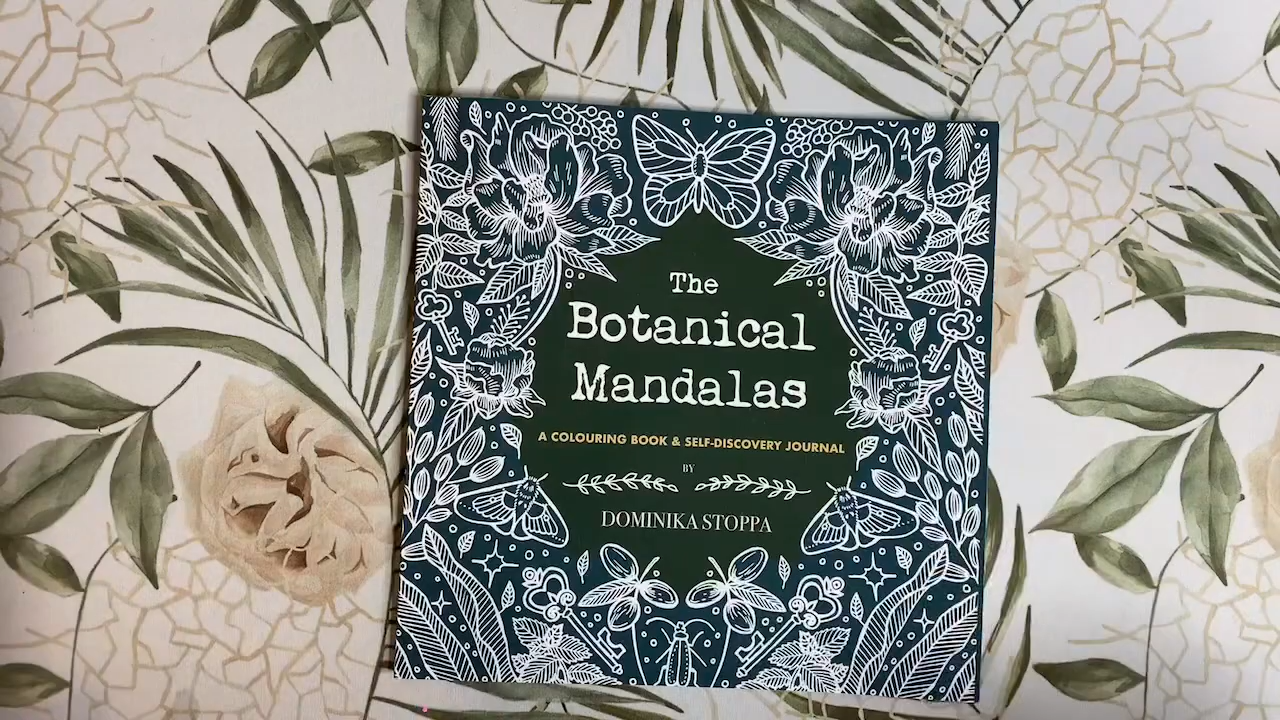 The
Botanical
Mandalas
A COLOURING BOOK & SELF-DISCOVERY JOURNAL
BY
DOMINIKA STOPPA